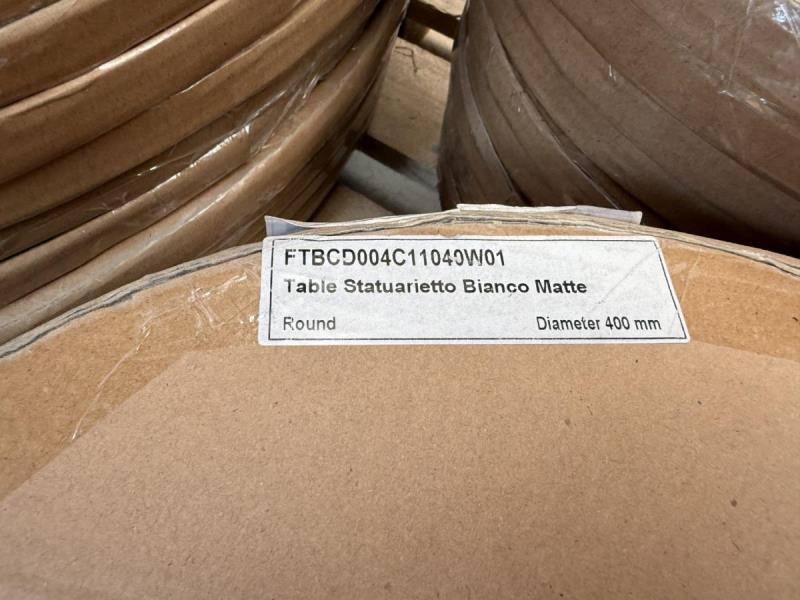 FTBCD004C11040W01
Table Statuarietto Bianco Matte
Round Diameter 400 mm